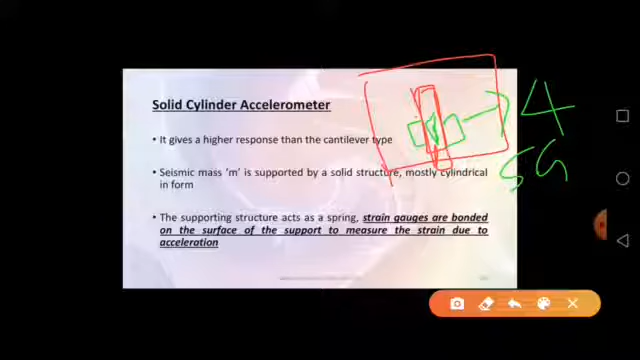 Solid Cylinder Accelerometer
• It gives a higher response than the cantilever type
• Seismic mass 'm' is supported by a solid structure, mostly cylindrical
in form
• The supporting structure acts as a spring, strain gauges are bonded
on the surface of the support to measure the strain due to
acceleration
4
SG